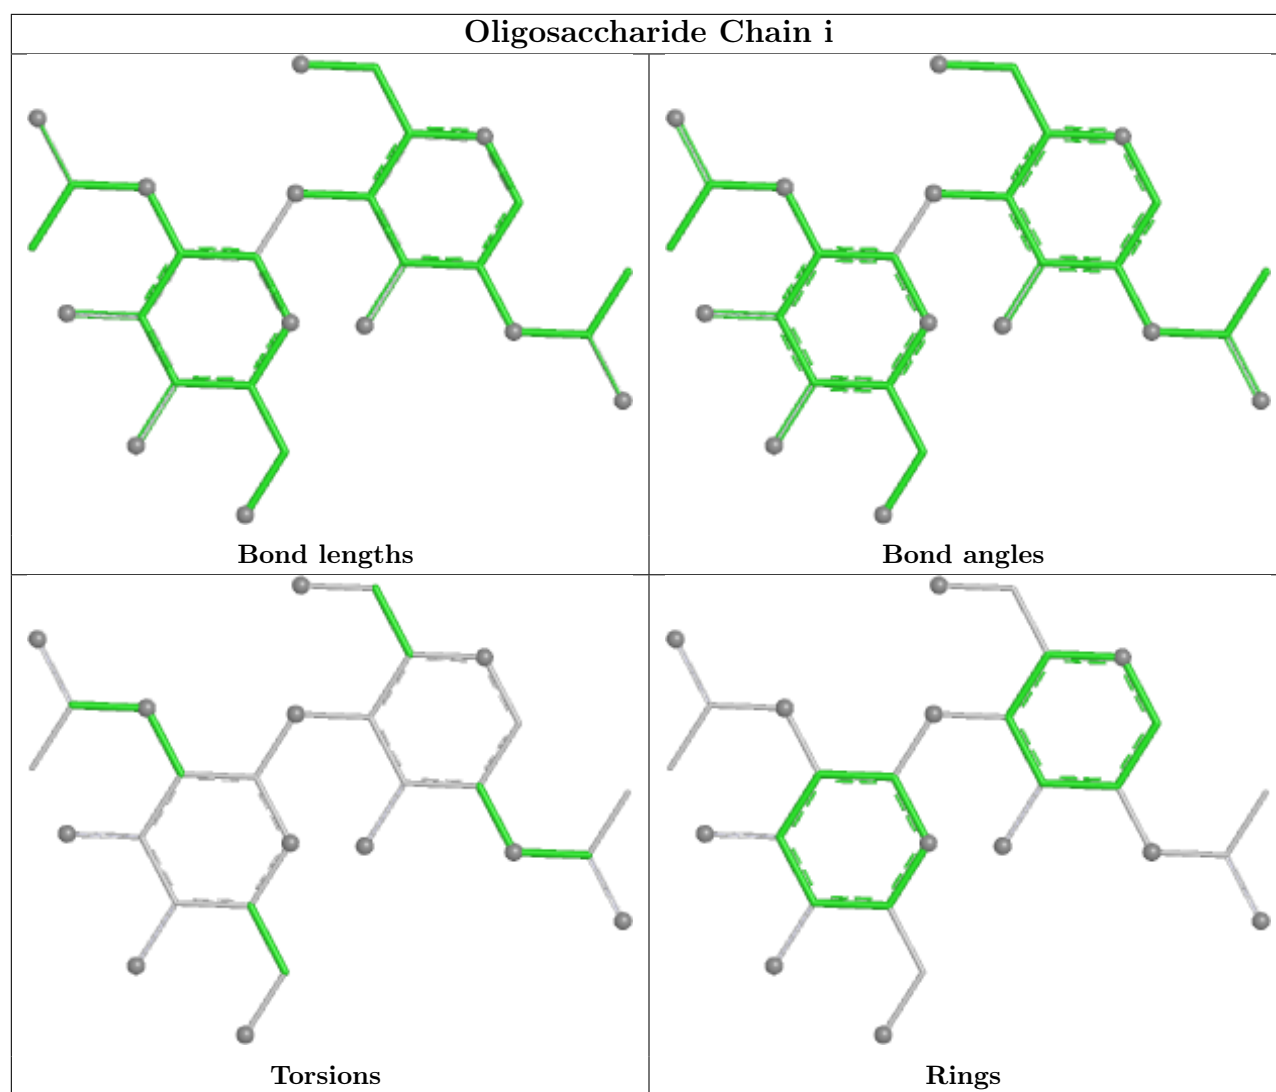 Oligosaccharide Chain i
Bond lengths
Bond angles
Torsions
Rings